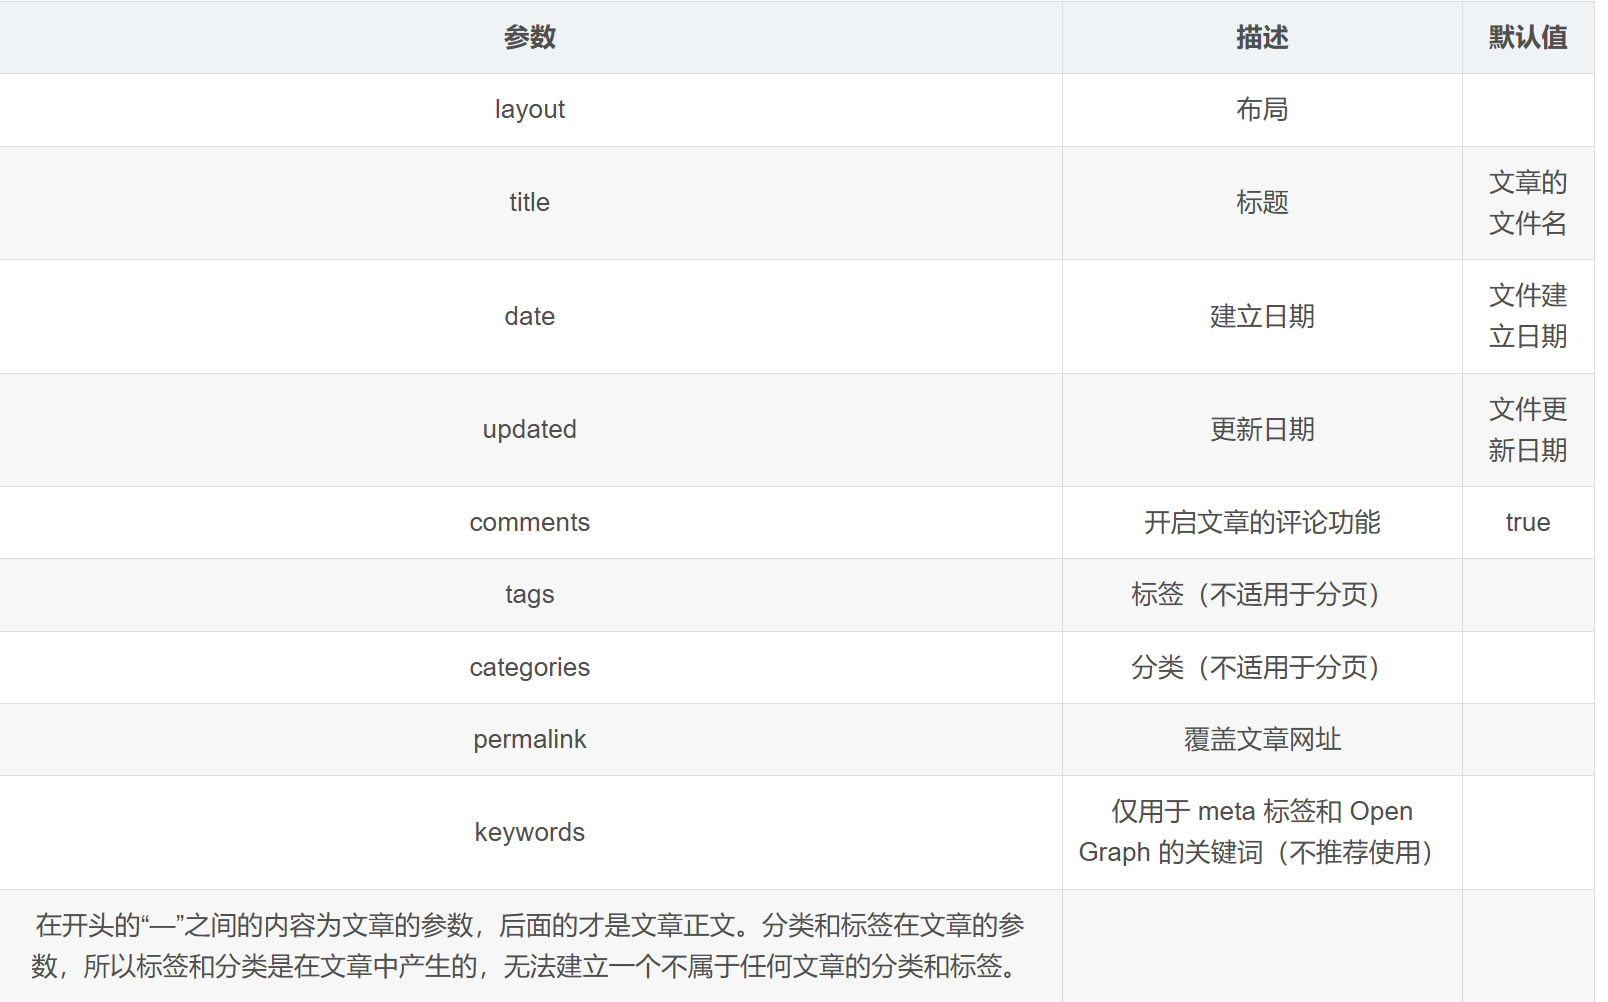 参数 描述 默认值
layout 布局
title 标题 文章的
文件名
date 建立日期 文件建
立日期
updated 更新日期 文件更
新日期
comments 开启文章的评论功能 true
tags 标签（不适用于分页）
categories 分类（不适用于分页）
permalink 覆盖文章网址
keywords 仅用于 meta 标签和 Open
Graph 的关键词（不推荐使用）
在开头的“—”之间的内容为文章的参数，后面的才是文章正文。分类和标签在文章的参
数，所以标签和分类是在文章中产生的，无法建立一个不属于任何文章的分类和标签。